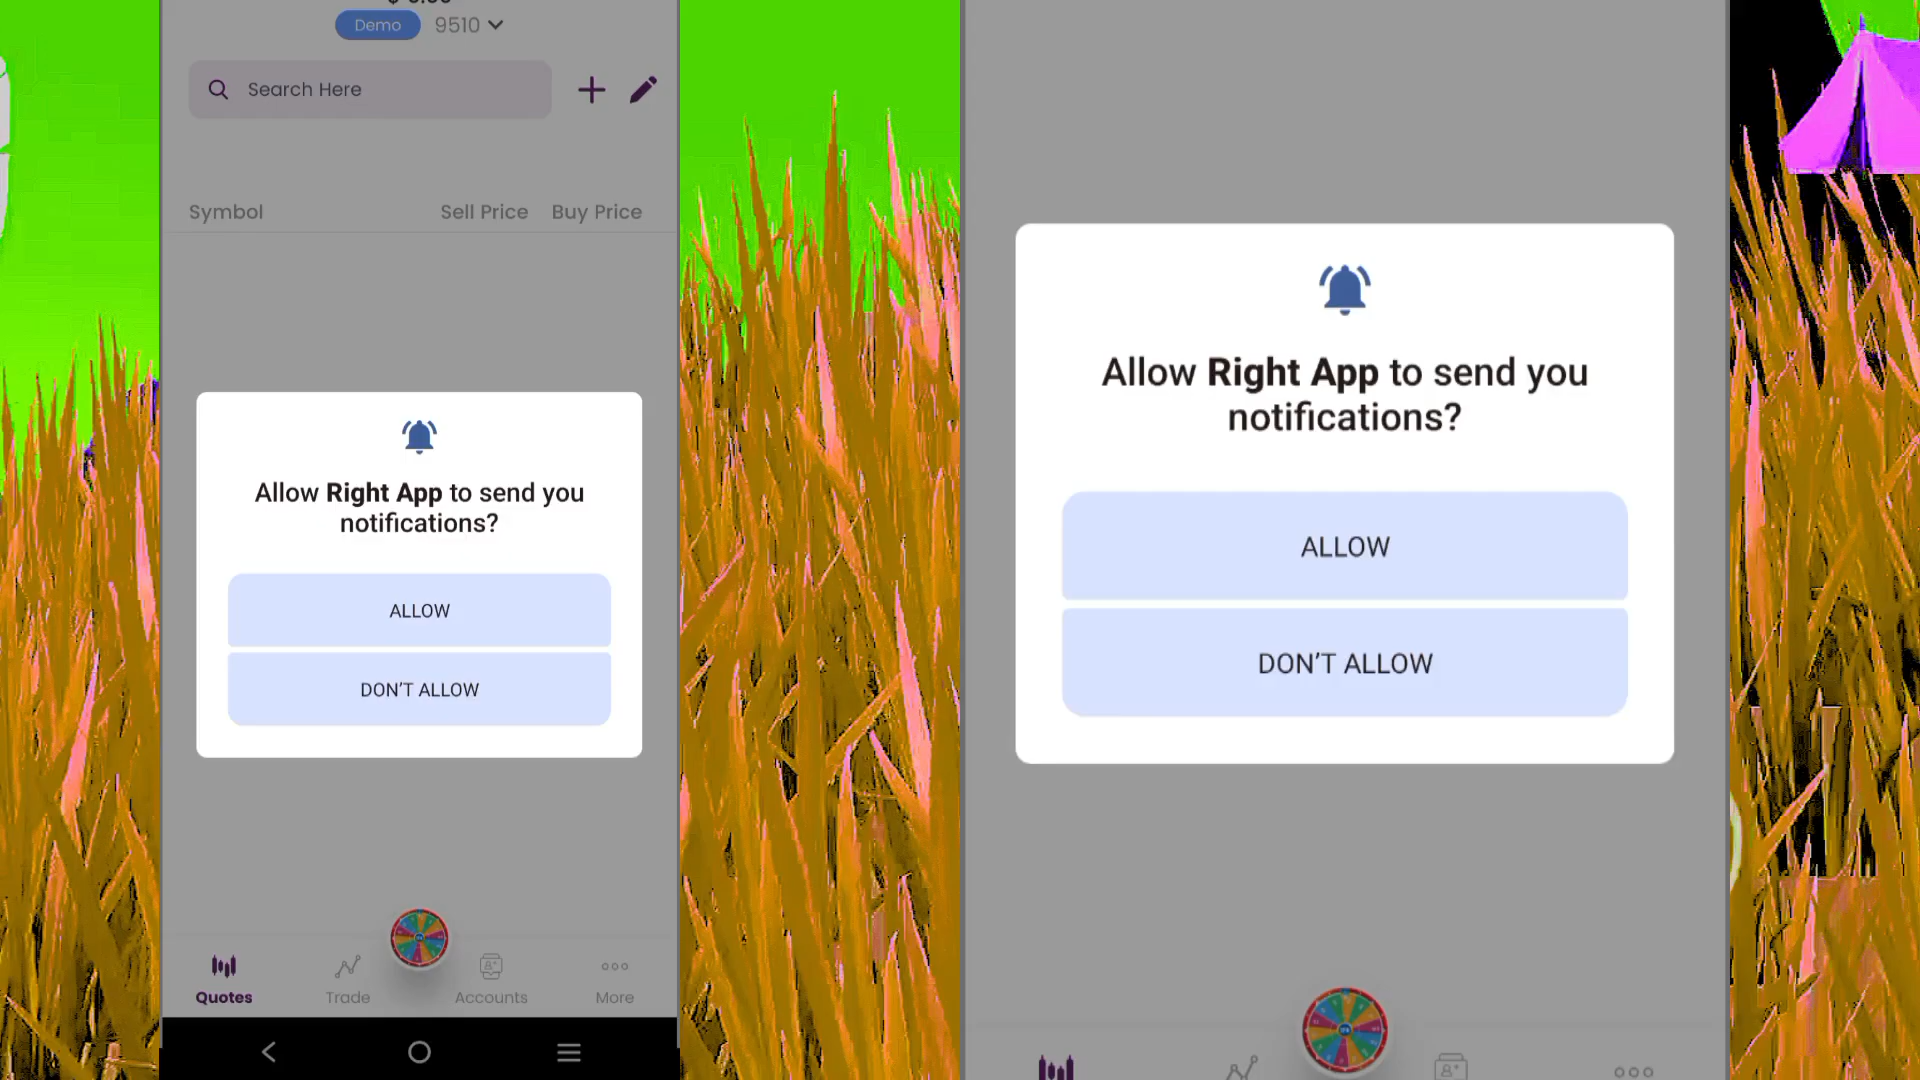 Demo 9510
Search Here
Symbol Sell Price Buy Price
Allow Right App to send you
notifications?
ALLOW
DON'T ALLOW
Quotes Trade Accounts More
Allow Right App to send you
notifications?
ALLOW
DON'T ALLOW